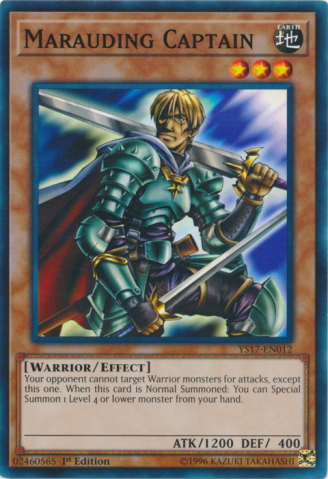 MARAUDING CAPTAIN
EARTH
地
YS17-EN012
[WARRIOR/EFFECT]
Your opponent cannot target Warrior monsters for attacks, except
this one. When this card is Normal Summoned: You can Special
Summon 1 Level 4 or lower monster from your hand.
ATK/1200 DEF/ 400
02460565 1st Edition ©1996 KAZUKI TAKAHASHI